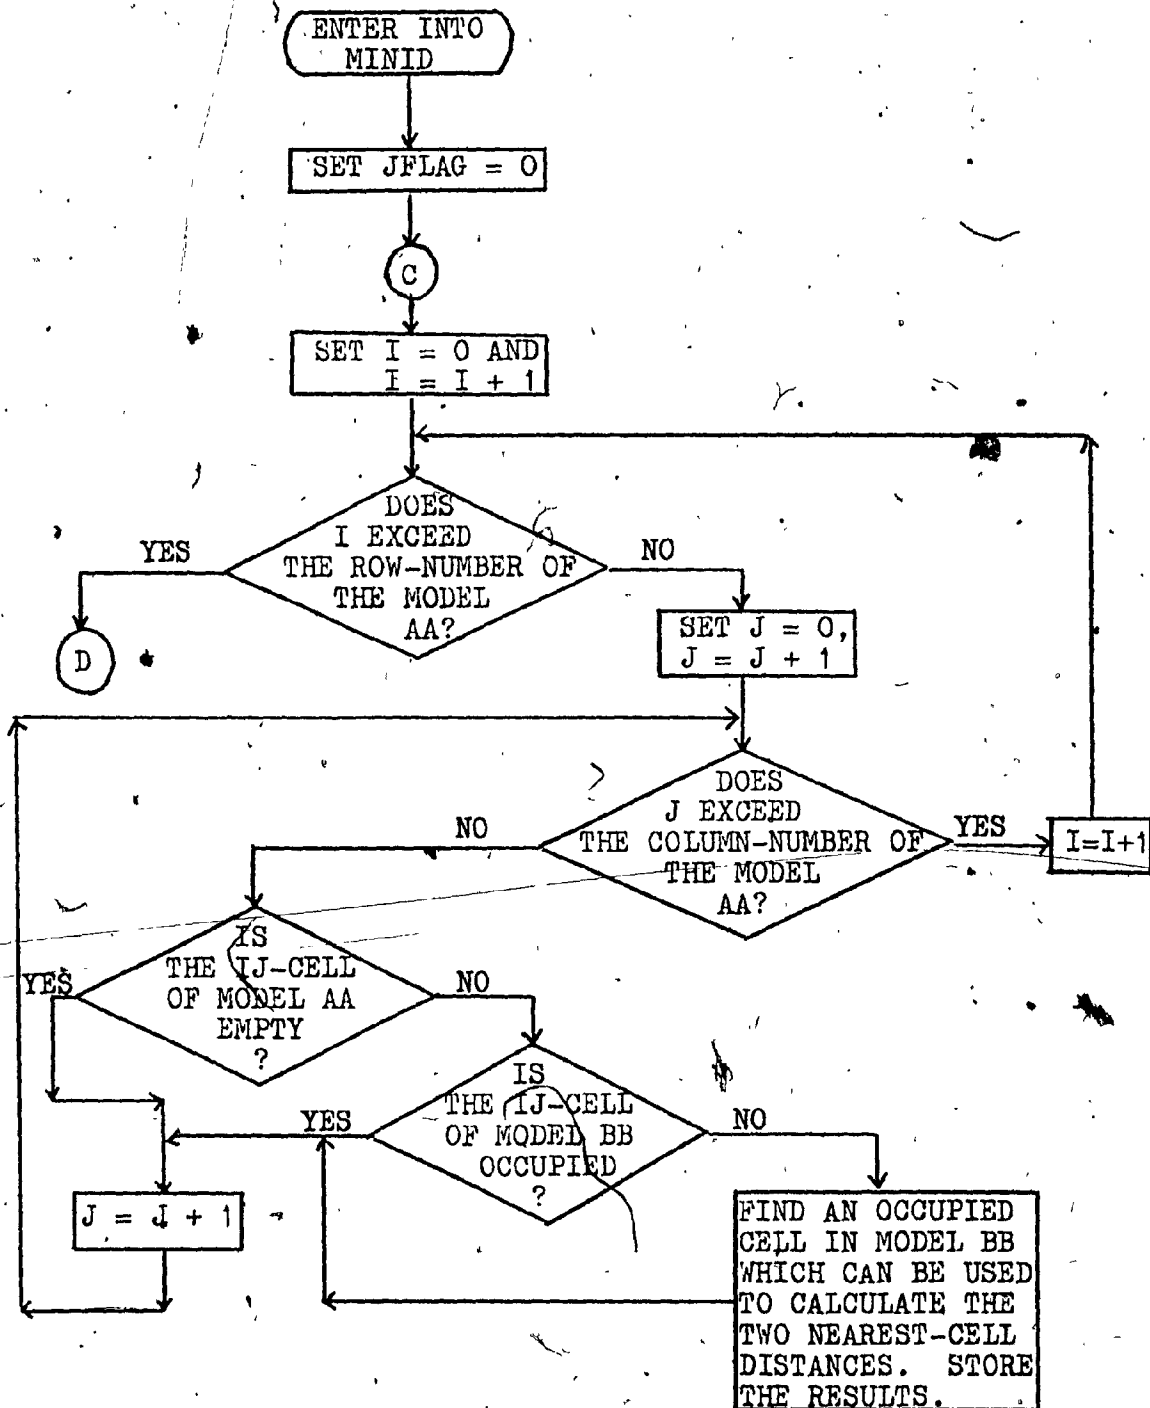 ENTER INTO
MINID
SET JFLAG = 0
C
SET I = 0 AND
I = I + 1
DOES
I EXCEED
THE ROW-NUMBER OF
THE MODEL
AA?
YES
NO
D
SET J = 0,
J = J + 1
DOES
J EXCEED
THE COLUMN-NUMBER OF
THE MODEL
AA?
NO
YES
I=I+1
IS
THE IJ-CELL
OF MODEL AA
EMPTY
?
YES
NO
IS
THE IJ-CELL
OF MODEL BB
OCCUPIED
?
YES
NO
J = J + 1
FIND AN OCCUPIED
CELL IN MODEL BB
WHICH CAN BE USED
TO CALCULATE THE
TWO NEAREST-CELL
DISTANCES. STORE
THE RESULTS.